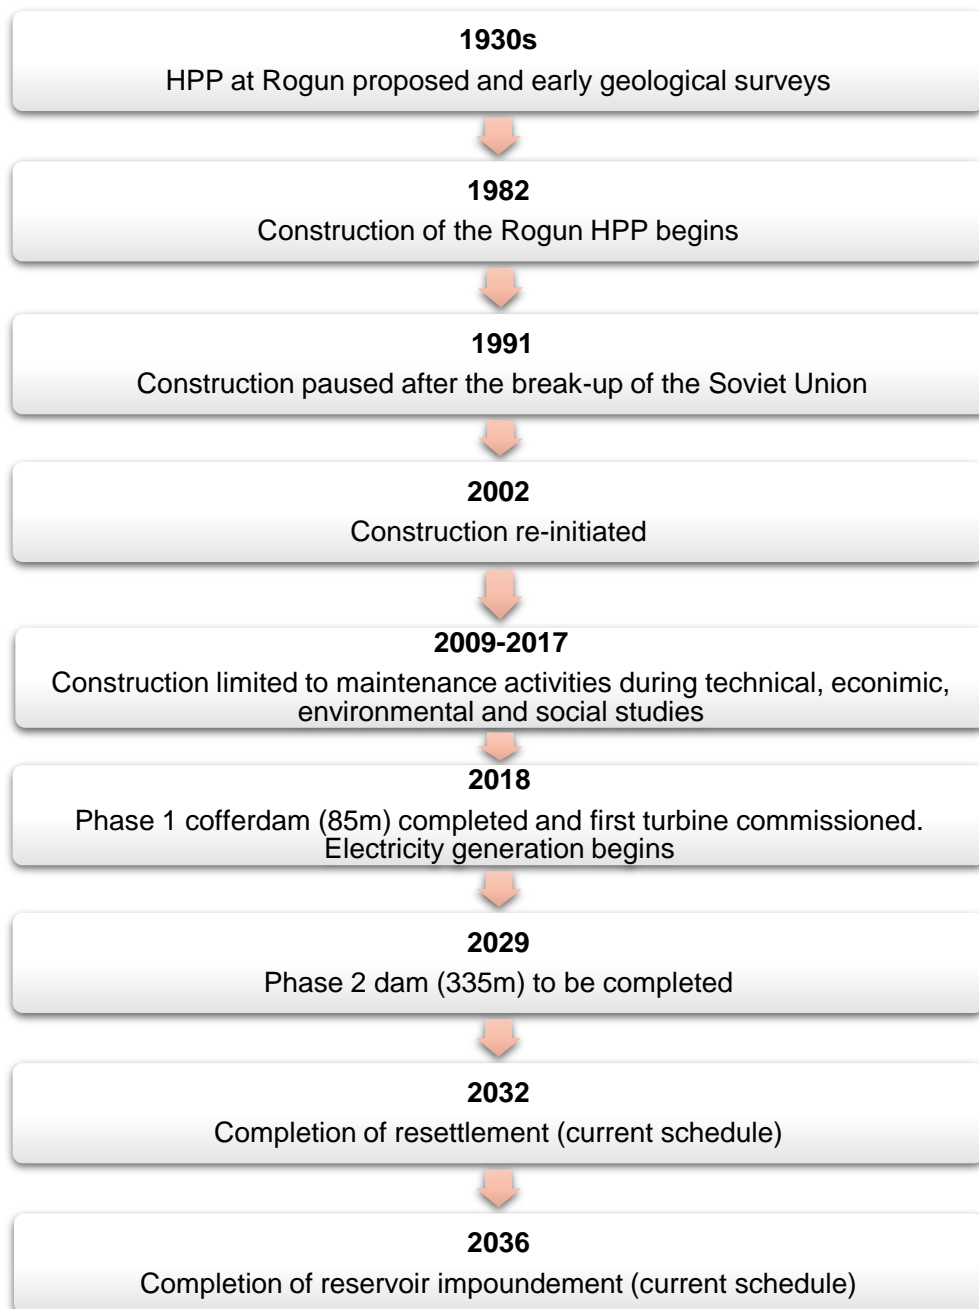 1930s
HPP at Rogun proposed and early geological surveys
1982
Construction of the Rogun HPP begins
1991
Construction paused after the break-up of the Soviet Union
2002
Construction re-initiated
2009-2017
Construction limited to maintenance activities during technical, econimic,
environmental and social studies
2018
Phase 1 cofferdam (85m) completed and first turbine commissioned.
Electricity generation begins
2029
Phase 2 dam (335m) to be completed
2032
Completion of resettlement (current schedule)
2036
Completion of reservoir impoundement (current schedule)